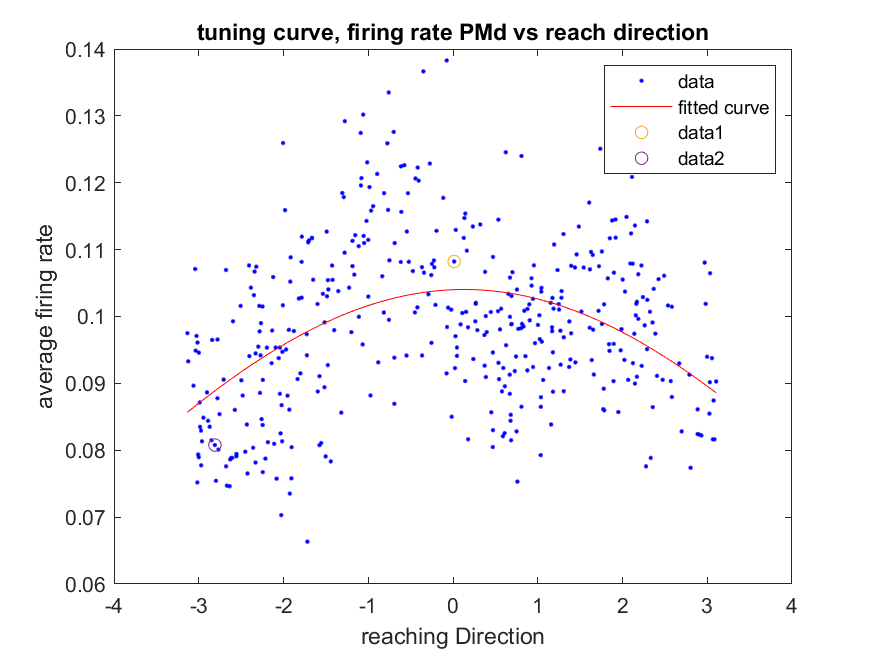 tuning curve, firing rate PMd vs reach direction
0.14
0.13
0.12
0.11
0.1
0.09
0.08
0.07
0.06
average firing rate
data
fitted curve
data1
data2
-4 -3 -2 -1 0 1 2 3 4
reaching Direction